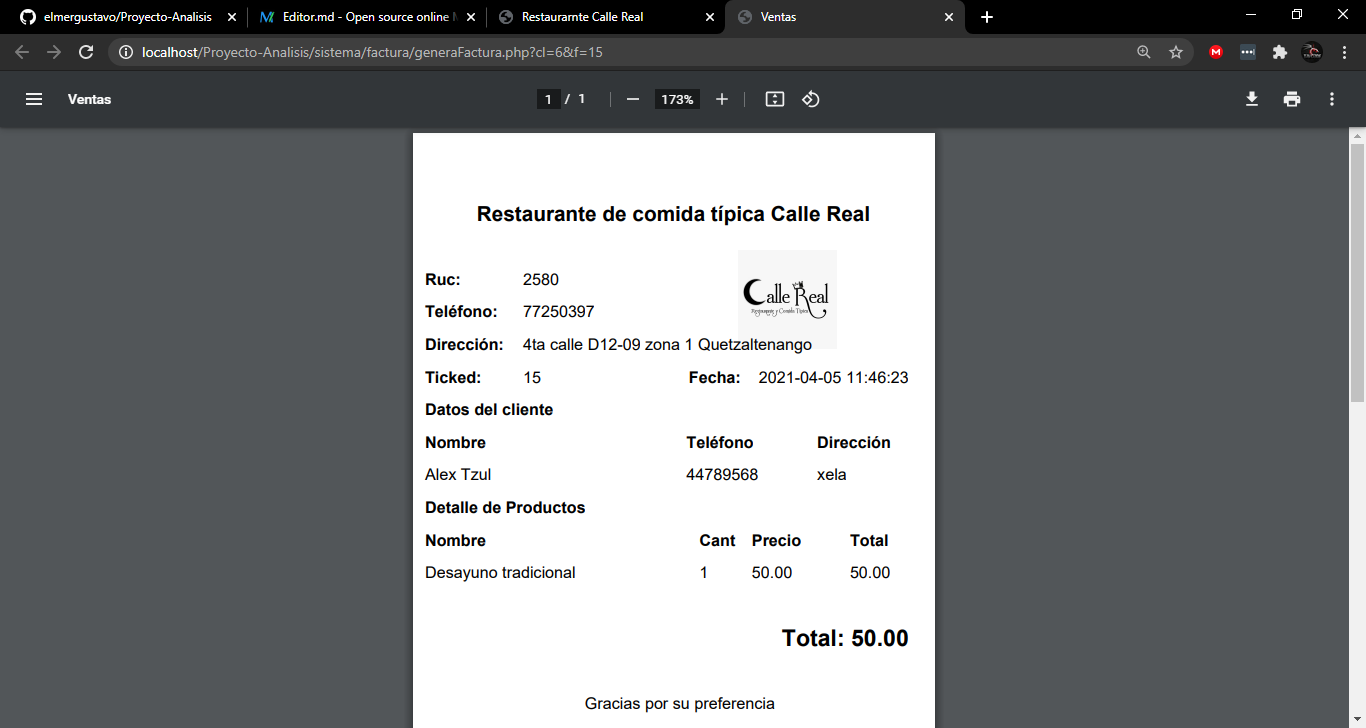 elmergustavo/Proyecto-Analisis
Editor.md - Open source online
Restaurarnte Calle Real
Ventas
localhost/Proyecto-Analisis/sistema/factura/generaFactura.php?cl=6&f=15
Ventas
1 / 1
173%
Restaurante de comida típica Calle Real
Calle Real
Restaurante y Comida Típica
Ruc: 2580
Teléfono: 77250397
Dirección: 4ta calle D12-09 zona 1 Quetzaltenango
Ticked: 15 Fecha: 2021-04-05 11:46:23
Datos del cliente
Nombre Teléfono Dirección
Alex Tzul 44789568 xela
Detalle de Productos
Nombre Cant Precio Total
Desayuno tradicional 1 50.00 50.00
Total: 50.00
Gracias por su preferencia